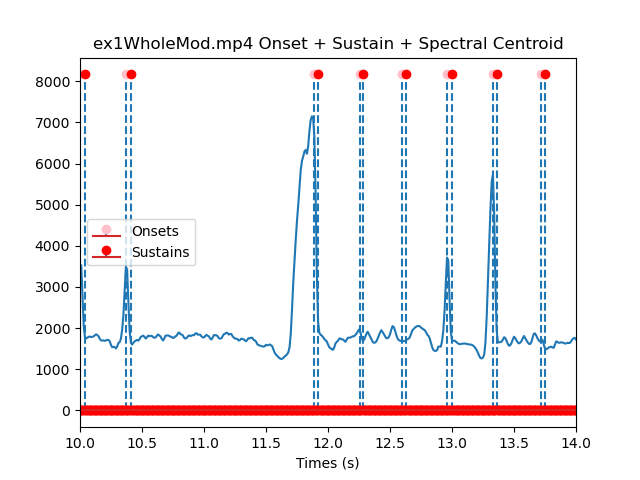 ex1WholeMod.mp4 Onset + Sustain + Spectral Centroid
8000
7000
6000
5000
4000
3000
2000
1000
0
Onsets
Sustains
10.0 10.5 11.0 11.5 12.0 12.5 13.0 13.5 14.0
Times (s)